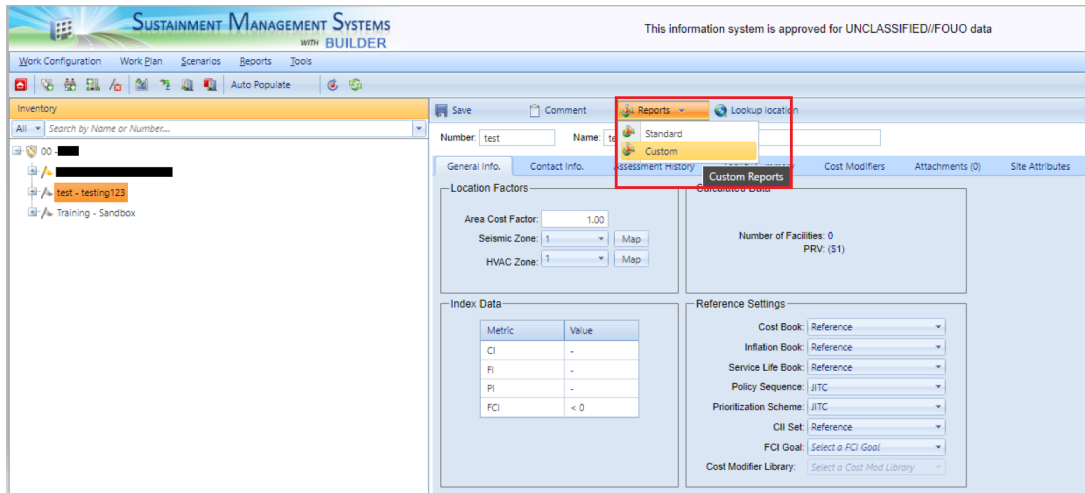 SUSTAINMENT MANAGEMENT SYSTEMS
WITH BUILDER
This information system is approved for UNCLASSIFIED//FOUO data
Work Configuration Work Plan Scenarios Reports Tools
Auto Populate
Inventory
Save Comment Reports Lookup location
All Search by Name or Number...
Number: test Name: te
Standard
Custom
Custom Reports
00 -
test - testing123
Training - Sandbox
General Info. Contact Info. Assessment History Cost Modifiers Attachments (0) Site Attributes
Location Factors
Calculated Data
Area Cost Factor: 1.00
Seismic Zone: 1 Map
HVAC Zone: 1 Map
Number of Facilities: 0
PRV: ($1)
Index Data
Metric Value
CI -
FI -
PI -
FCI < 0
Reference Settings
Cost Book: Reference
Inflation Book: Reference
Service Life Book: Reference
Policy Sequence: JITC
Prioritization Scheme: JITC
CII Set: Reference
FCI Goal: Select a FCI Goal
Cost Modifier Library: Select a Cost Mod Library